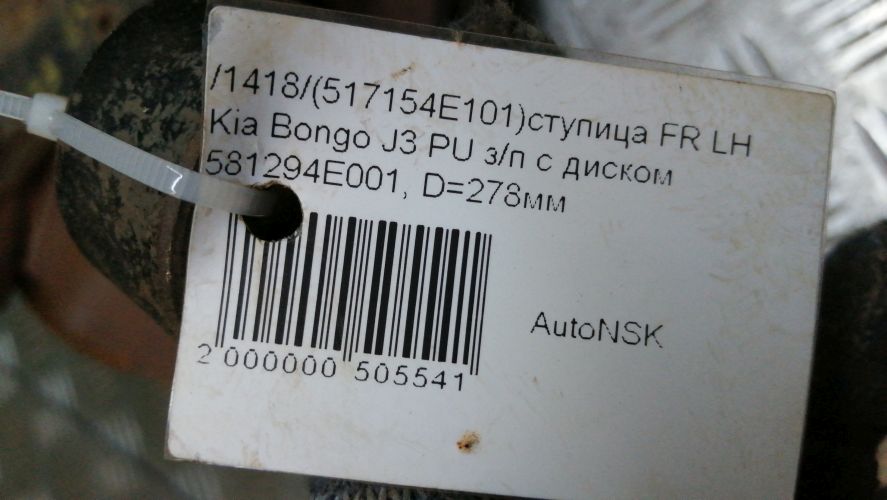 /1418/(517154E101)ступица FR LH
Kia Bongo J3 PU з/п с диском
581294E001, D=278мм
AutoNSK
2 000000 505541